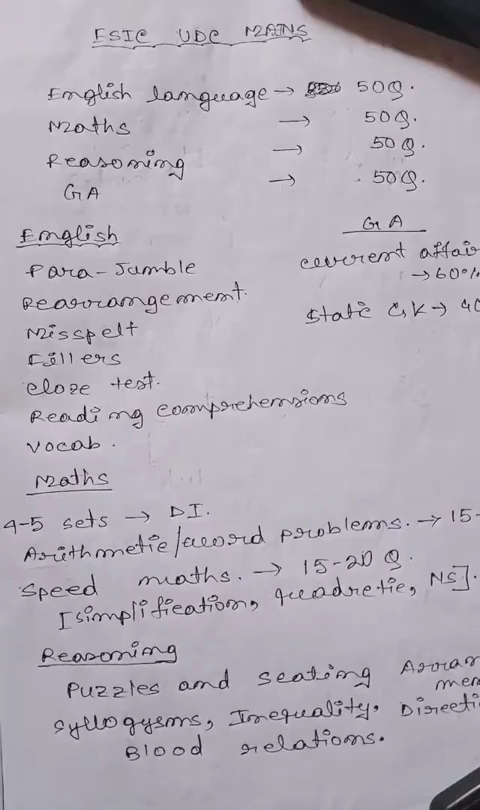 ESIC UDC MAINS
English language → 50Q.
Maths → 50Q.
Reasoning → 50Q.
GA → 50Q.
English
Para-Jumble
Rearrangement.
Misspelt
Fillers
cloze test.
Reading comprehensions
Vocab.
GA
current affair
→ 60%
Static GK → 40
Maths
4-5 sets → DI.
Arithmetic/word problems. → 15-
Speed maths. → 15-20 Q.
[simplification, quadretic, NS].
Reasoning
Puzzles and seating Arran
men
syllogysms, Inequality, Directi
Blood relations.